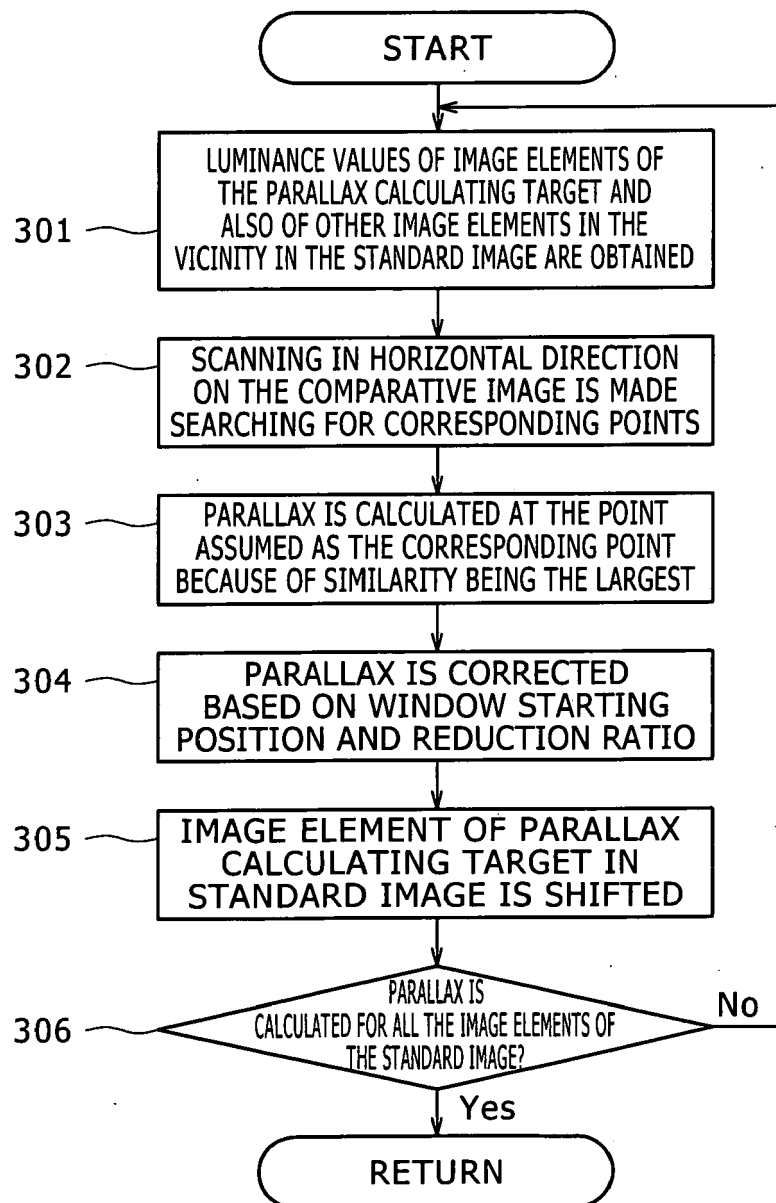 START
301
LUMINANCE VALUES OF IMAGE ELEMENTS OF
THE PARALLAX CALCULATING TARGET AND
ALSO OF OTHER IMAGE ELEMENTS IN THE
VICINITY IN THE STANDARD IMAGE ARE OBTAINED
302
SCANNING IN HORIZONTAL DIRECTION
ON THE COMPARATIVE IMAGE IS MADE
SEARCHING FOR CORRESPONDING POINTS
303
PARALLAX IS CALCULATED AT THE POINT
ASSUMED AS THE CORRESPONDING POINT
BECAUSE OF SIMILARITY BEING THE LARGEST
304
PARALLAX IS CORRECTED
BASED ON WINDOW STARTING
POSITION AND REDUCTION RATIO
305
IMAGE ELEMENT OF PARALLAX
CALCULATING TARGET IN
STANDARD IMAGE IS SHIFTED
306
PARALLAX IS
CALCULATED FOR ALL THE IMAGE ELEMENTS OF
THE STANDARD IMAGE?
No
Yes
RETURN